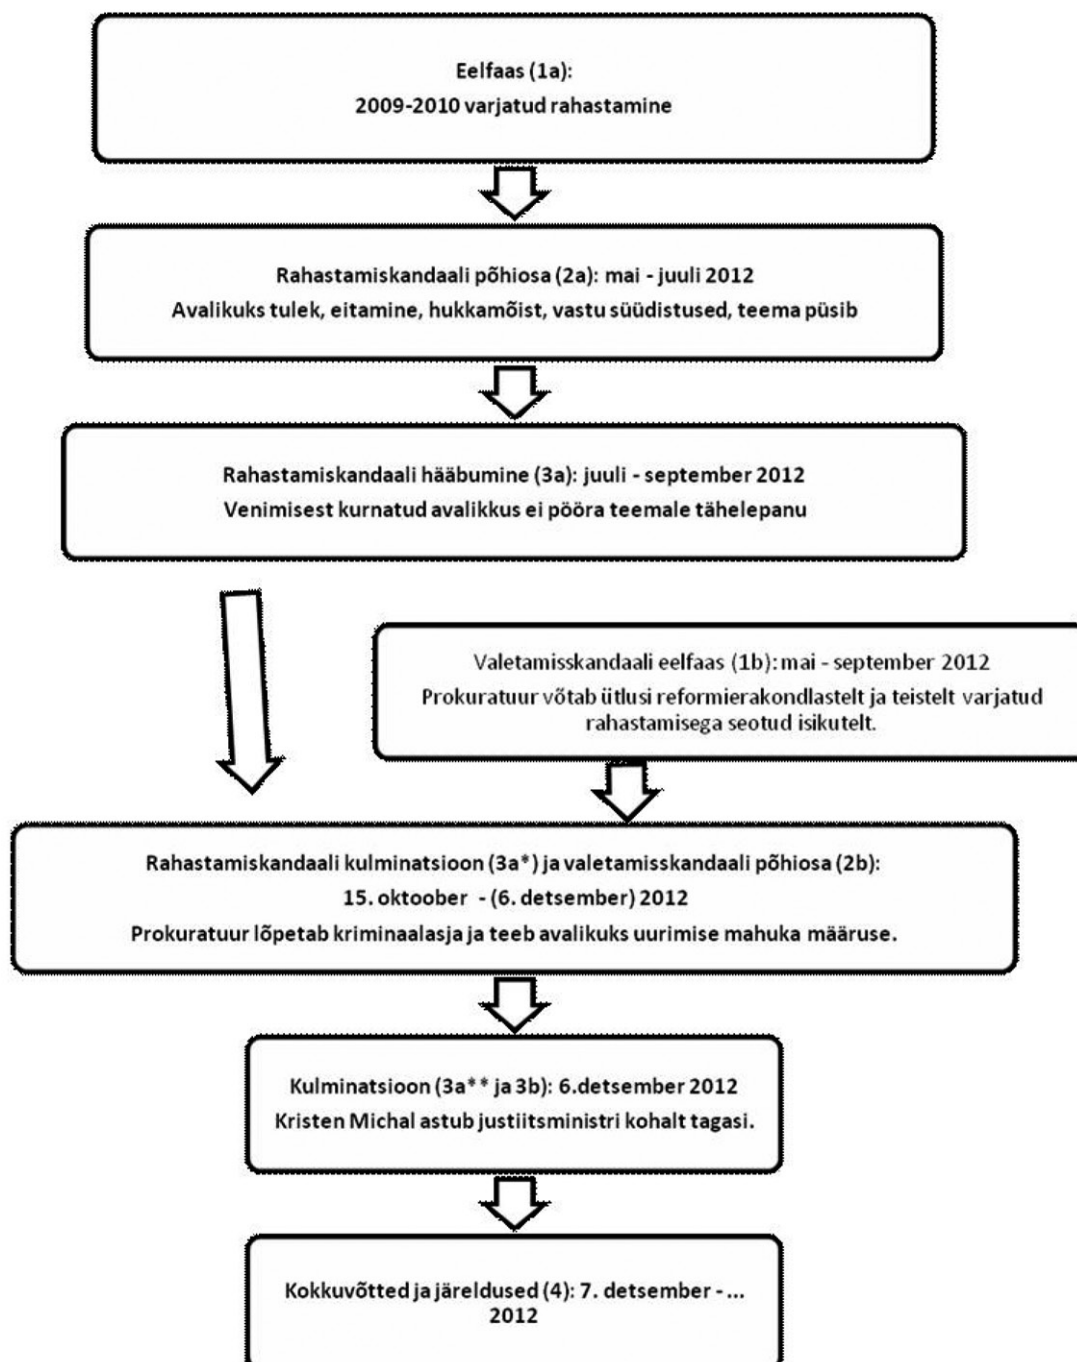 Eelfaas (1a):
2009-2010 varjatud rahastamine
Rahastamiskandaali põhiosa (2a): mai - juuli 2012
Avalikuks tulek, eitamine, hukkamõist, vastu süüdistused, teema püsib
Rahastamiskandaali hääbumine (3a): juuli - september 2012
Venimisest kurnatud avalikkus ei pööra teemale tähelepanu
Valetamisskandaali eelfaas (1b): mai - september 2012
Prokuratuur võtab ütlusi reformierakondlastelt ja teistelt varjatud
rahastamisega seotud isikutelt.
Rahastamiskandaali kulminatsioon (3a*) ja valetamisskandaali põhiosa (2b):
15. oktoober - (6. detsember) 2012
Prokuratuur lõpetab kriminaalasja ja teeb avalikuks uurimise mahuka määruse.
Kulminatsioon (3a** ja 3b): 6.detsember 2012
Kristen Michal astub justiitsministri kohalt tagasi.
Kokkuvõtted ja järeldused (4): 7. detsember - ...
2012